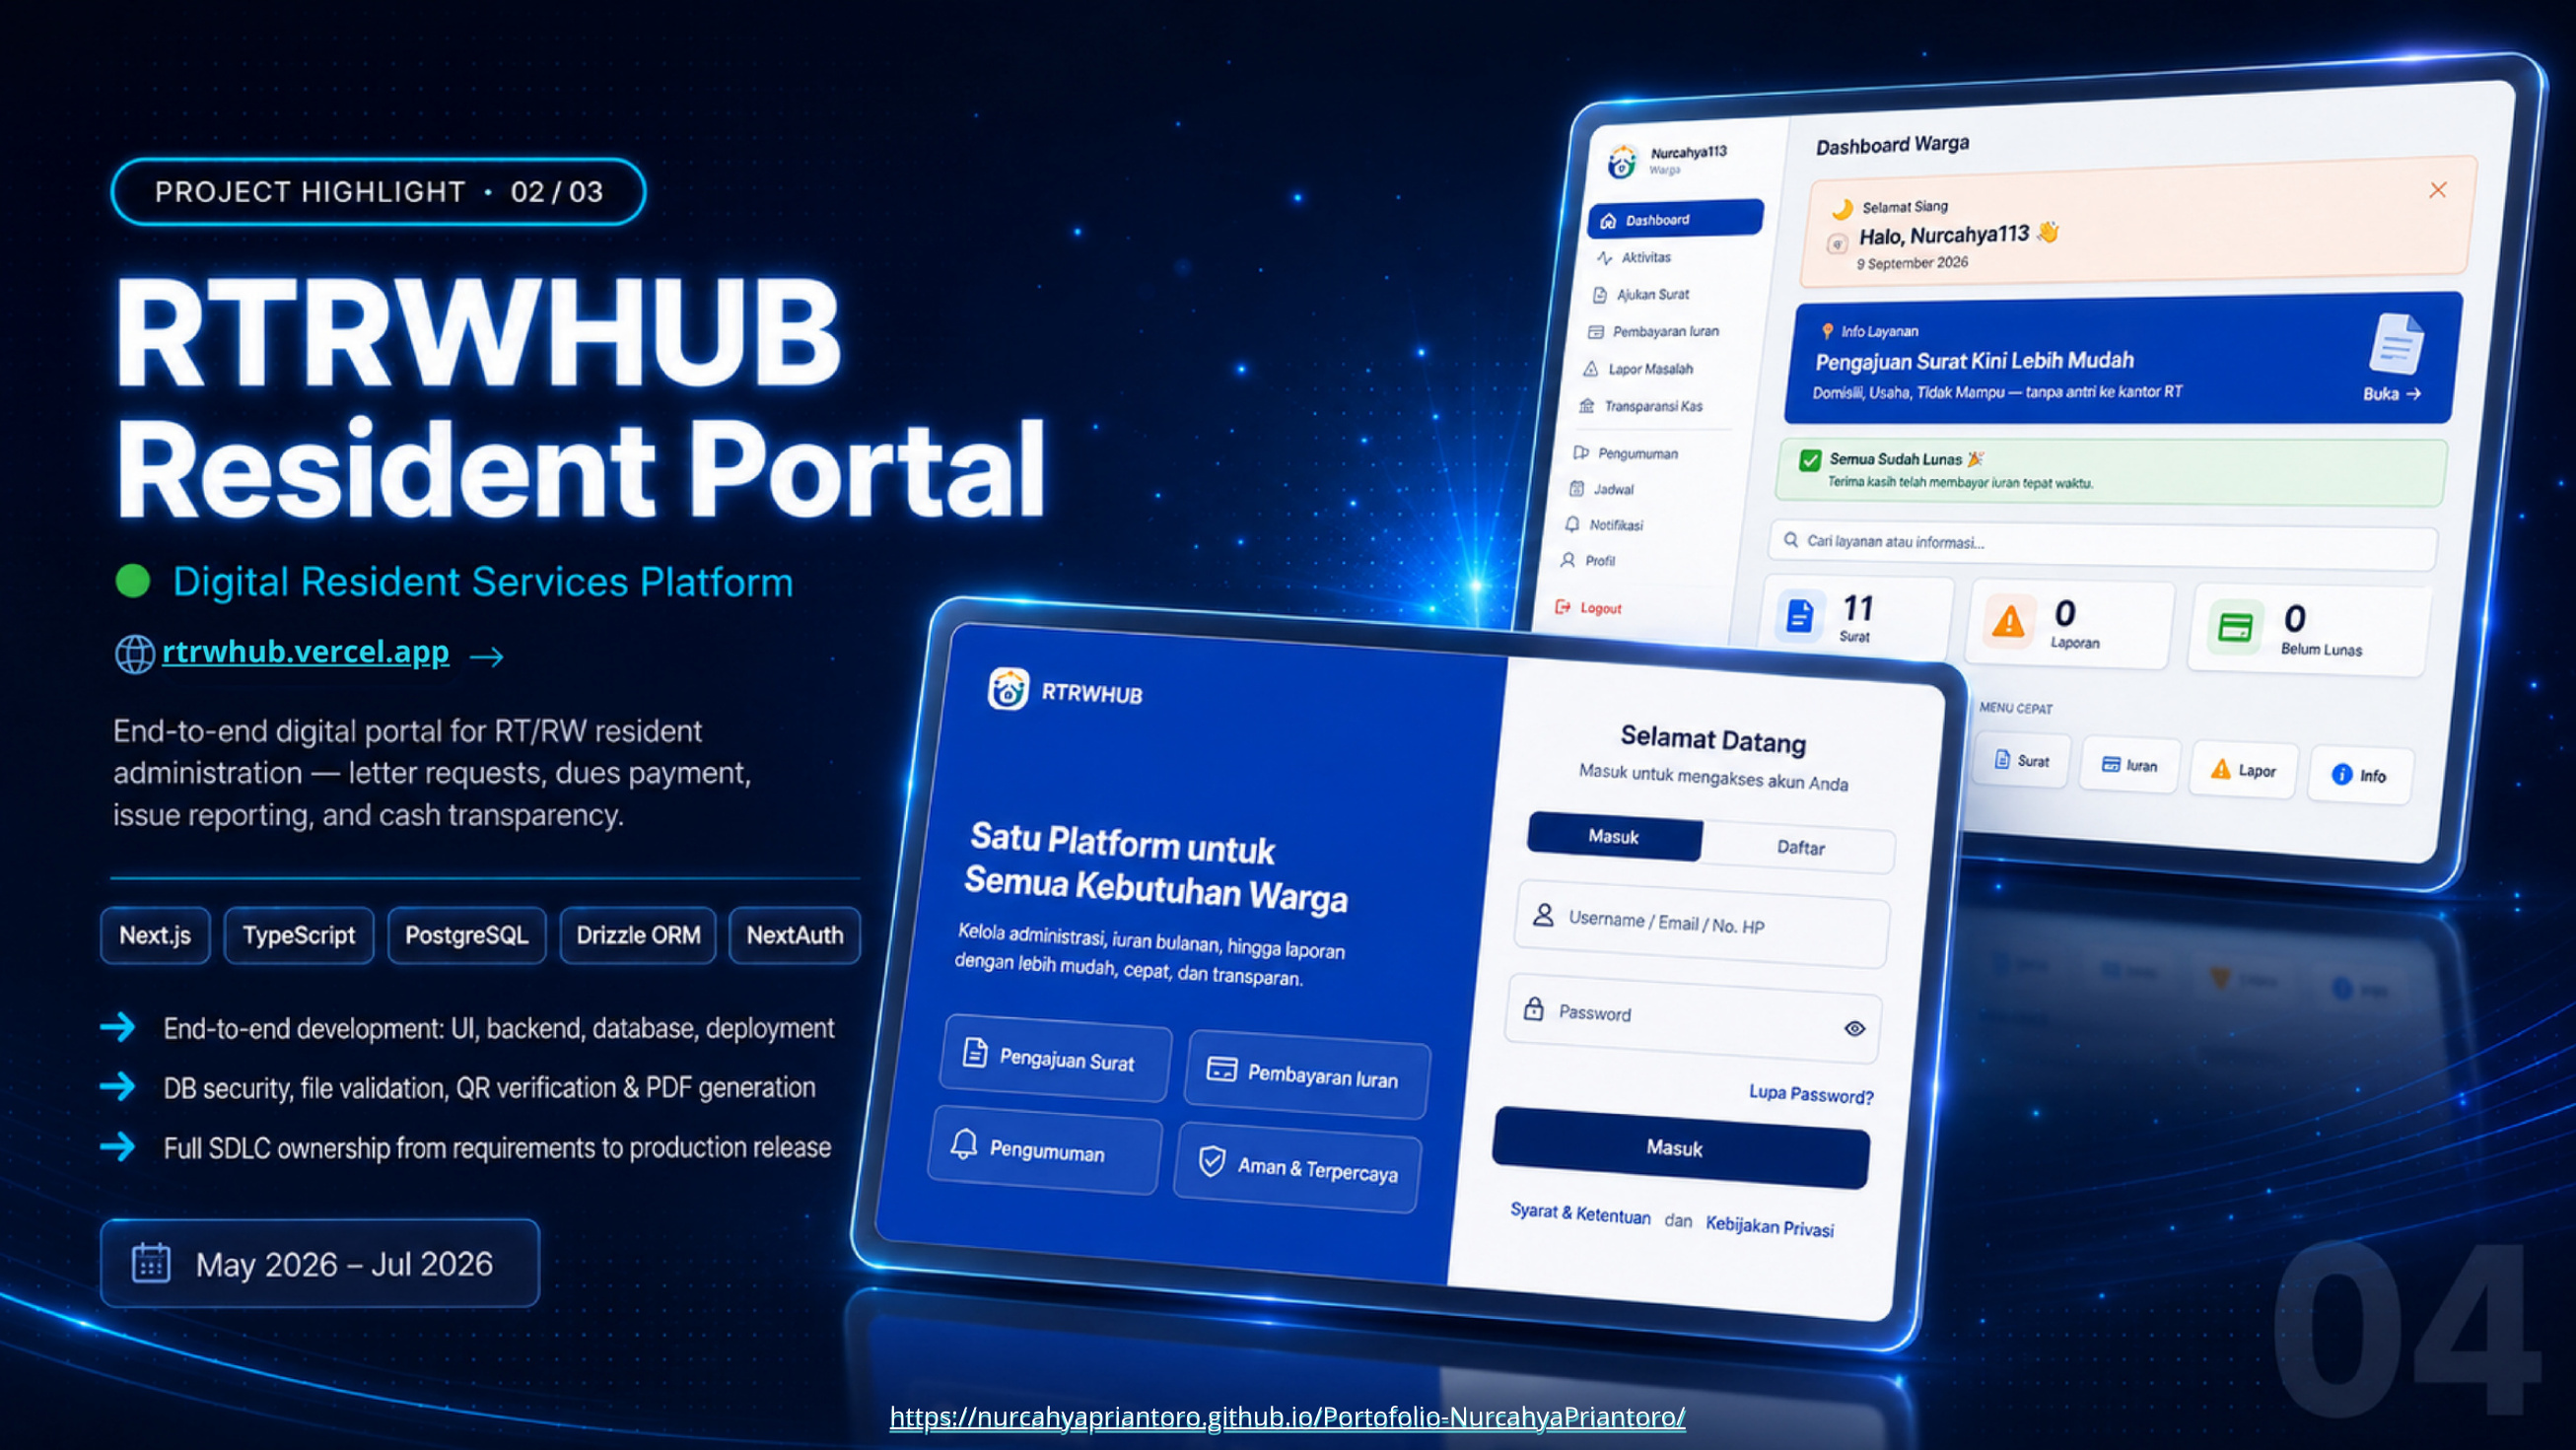 PROJECT HIGHLIGHT • 02 / 03
RTRWHUB
Resident Portal
Digital Resident Services Platform
rtrwhub.vercel.app →
End-to-end digital portal for RT/RW resident
administration — letter requests, dues payment,
issue reporting, and cash transparency.
Next.js
TypeScript
PostgreSQL
Drizzle ORM
NextAuth
End-to-end development: UI, backend, database, deployment
DB security, file validation, QR verification & PDF generation
Full SDLC ownership from requirements to production release
May 2026 – Jul 2026
Nurcahya113
Warga
Dashboard
Aktivitas
Ajukan Surat
Pembayaran Iuran
Lapor Masalah
Transparansi Kas
Pengumuman
Jadwal
Notifikasi
Profil
Logout
Dashboard Warga
Selamat Siang
Halo, Nurcahya113 👋
9 September 2026
Info Layanan
Pengajuan Surat Kini Lebih Mudah
Domisili, Usaha, Tidak Mampu — tanpa antri ke kantor RT
Buka →
Semua Sudah Lunas 🎉
Terima kasih telah membayar iuran tepat waktu.
Cari layanan atau informasi...
11
Surat
0
Laporan
0
Belum Lunas
MENU CEPAT
Surat
Iuran
Lapor
Info
RTRWHUB
Satu Platform untuk
Semua Kebutuhan Warga
Kelola administrasi, iuran bulanan, hingga laporan
dengan lebih mudah, cepat, dan transparan.
Pengajuan Surat
Pembayaran Iuran
Pengumuman
Aman & Terpercaya
Selamat Datang
Masuk untuk mengakses akun Anda
Masuk
Daftar
Username / Email / No. HP
Password
Lupa Password?
Masuk
Syarat & Ketentuan dan Kebijakan Privasi
04
https://nurcahyapriantoro.github.io/Portofolio-NurcahyaPriantoro/